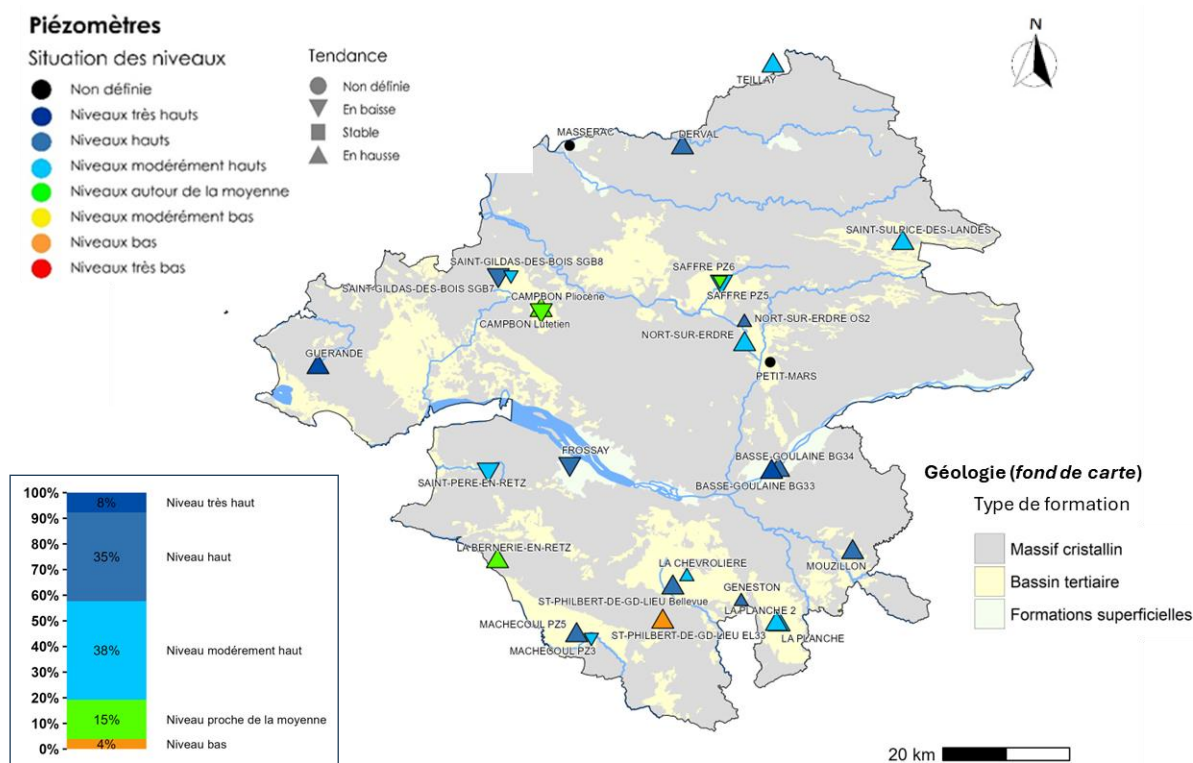 Piézomètres
Situation des niveaux
Non définie
Niveaux très hauts
Niveaux hauts
Niveaux modérément hauts
Niveaux autour de la moyenne
Niveaux modérément bas
Niveaux bas
Niveaux très bas
Tendance
Non définie
En baisse
Stable
En hausse
N
TEILLAY
MASSERAC
DERVAL
SAINT-SULPICE-DES-LANDES
SAINT-GILDAS-DES-BOIS SGB8
SAINT-GILDAS-DES-BOIS SGB7
SAFFRE PZ6
SAFFRE PZ5
CAMPBON Pliocène
CAMPBON Lutetien
NORT-SUR-ERDRE OS2
NORT-SUR-ERDRE
GUERANDE
PETIT-MARS
FROSSAY
SAINT-PERE-EN-RETZ
BASSE-GOULAINE BG34
BASSE-GOULAINE BG33
LA BERNERIE-EN-RETZ
LA CHEVROLIERE
MOUZILLON
GENESTON
ST-PHILBERT-DE-GD-LIEU Bellevue
LA PLANCHE 2
MACHECOUL PZ5
ST-PHILBERT-DE-GD-LIEU EL33
LA PLANCHE
MACHECOUL PZ3
Géologie (fond de carte)
Type de formation
Massif cristallin
Bassin tertiaire
Formations superficielles
20 km
100%
90%
80%
70%
60%
50%
40%
30%
20%
10%
0%
8% Niveau très haut
35% Niveau haut
38% Niveau modérement haut
15% Niveau proche de la moyenne
4% Niveau bas